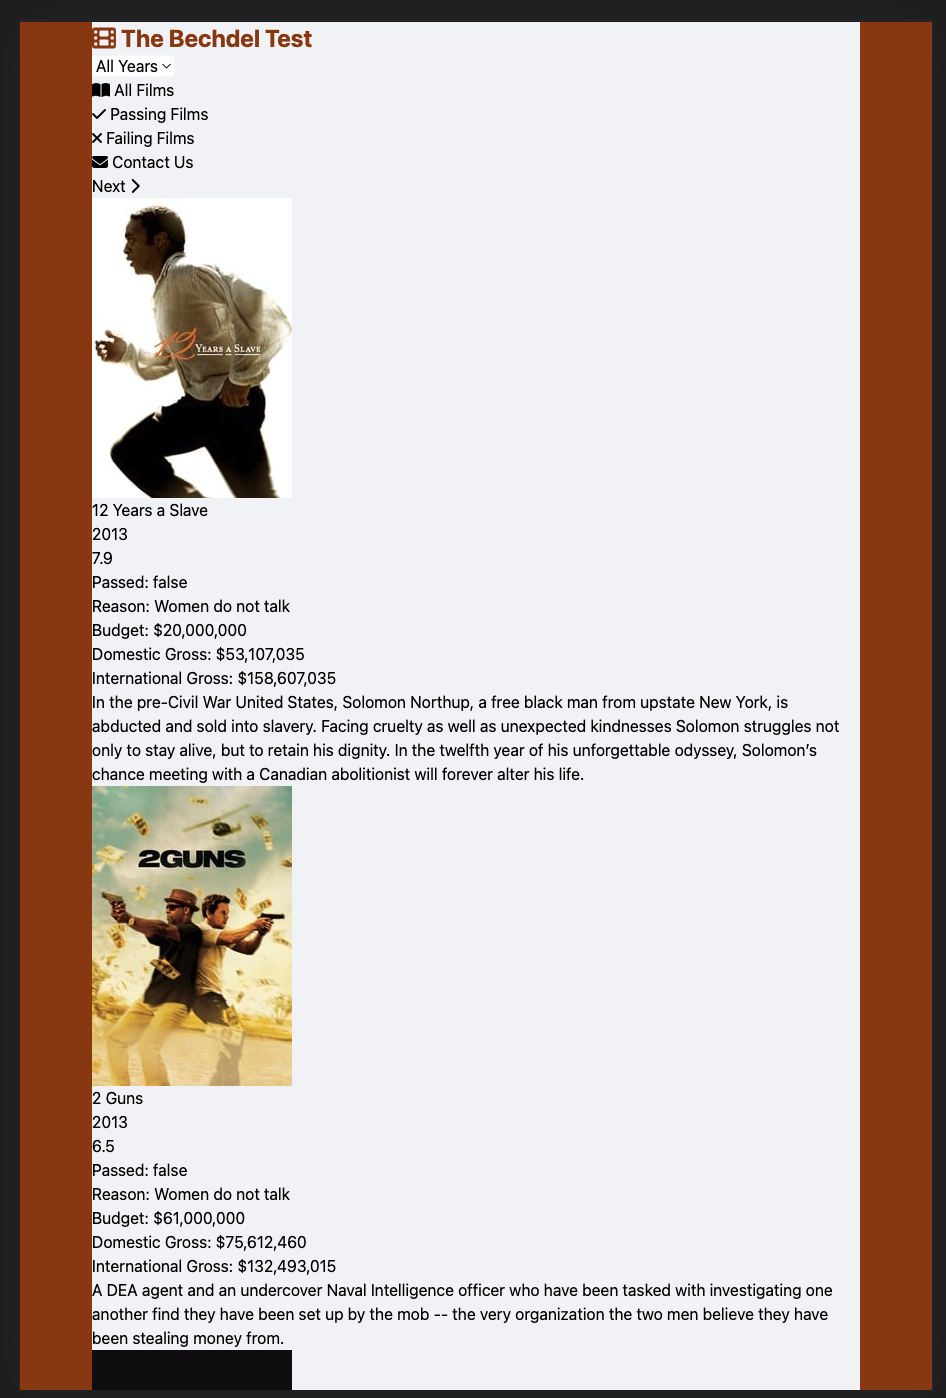 The Bechdel Test
All Years
All Films
Passing Films
Failing Films
Contact Us
Next
12 YEARS A SLAVE
12 Years a Slave
2013
7.9
Passed: false
Reason: Women do not talk
Budget: $20,000,000
Domestic Gross: $53,107,035
International Gross: $158,607,035
In the pre-Civil War United States, Solomon Northup, a free black man from upstate New York, is
abducted and sold into slavery. Facing cruelty as well as unexpected kindnesses Solomon struggles not
only to stay alive, but to retain his dignity. In the twelfth year of his unforgettable odyssey, Solomon’s
chance meeting with a Canadian abolitionist will forever alter his life.
2GUNS
2 Guns
2013
6.5
Passed: false
Reason: Women do not talk
Budget: $61,000,000
Domestic Gross: $75,612,460
International Gross: $132,493,015
A DEA agent and an undercover Naval Intelligence officer who have been tasked with investigating one
another find they have been set up by the mob -- the very organization the two men believe they have
been stealing money from.